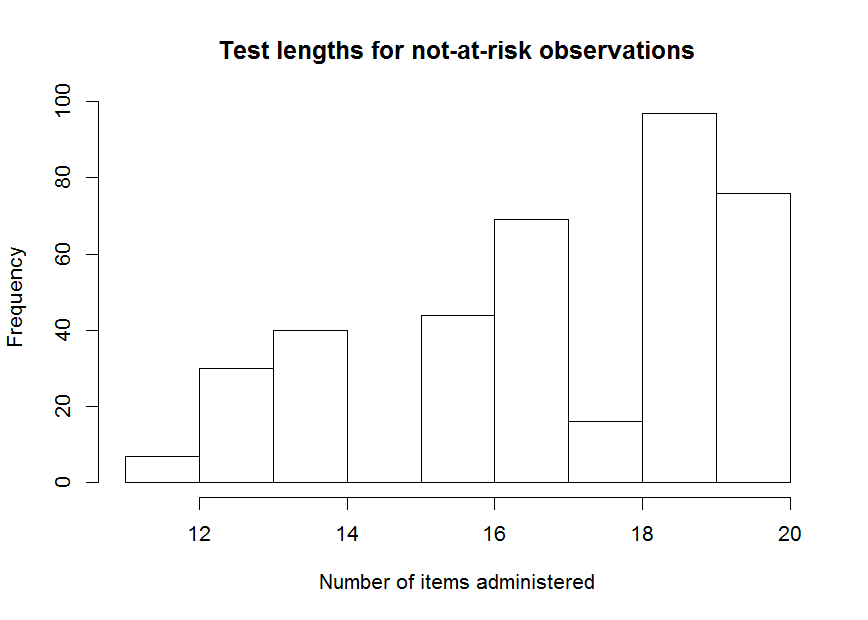 Test lengths for not-at-risk observations
100
80
60
40
20
0
Frequency
12 14 16 18 20
Number of items administered